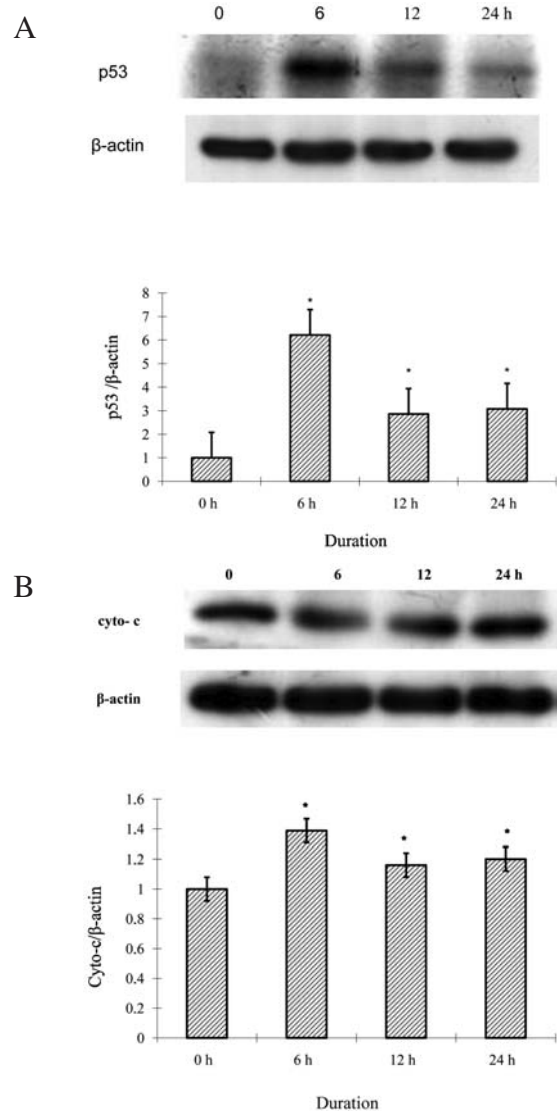 A
0 6 12 24 h
p53
β-actin
8
*
7
6
5
*
*
4
3
2
1
0
p53 /β-actin
0 h 6 h 12 h 24 h
Duration
B
0 6 12 24 h
cyto- c
β-actin
1.6
*
1.4
*
*
1.2
1
0.8
0.6
0.4
0.2
0
Cyto-c/β-actin
0 h 6 h 12 h 24 h
Duration